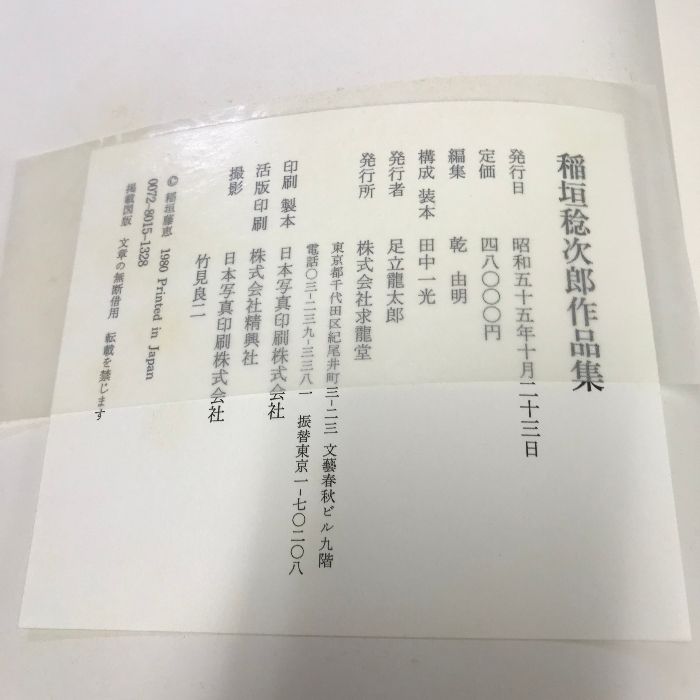 稲垣稔次郎作品集
発行日 昭和五十五年十月二十三日
定価 四八〇〇〇円
編集 乾 由明
構成 装本 田中一光
発行者 足立龍太郎
発行所 株式会社求龍堂
東京都千代田区紀尾井町三−二三 文藝春秋ビル九階
電話〇三−二三九−三三八一 振替東京一−七〇二〇八
印刷 製本 日本写真印刷株式会社
活版印刷 株式会社精興社
撮影 日本写真印刷株式会社
竹見良二
© 稲垣藤恵 1980 Printed in Japan
0072-8015-1328
掲載図版 文章の無断借用 転載を禁じます